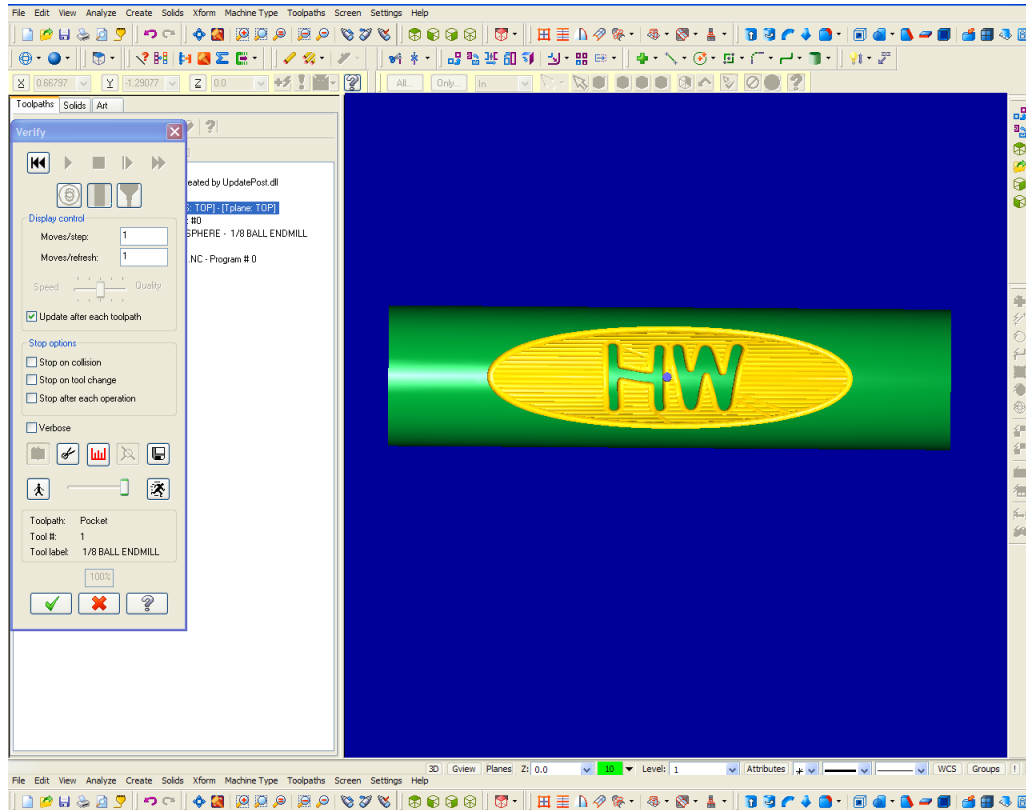 File Edit View Analyze Create Solids Xform Machine Type Toolpaths Screen Settings Help
X 0.66797 Y -1.29077 Z 0.0 All... Only... In
Toolpaths Solids Art
Verify
eated by UpdatePost.dll
S: TOP] - [Tplane: TOP]
#0
SPHERE - 1/8 BALL ENDMILL
.NC - Program # 0
Display control
Moves/step: 1
Moves/refresh: 1
Speed Quality
Update after each toolpath
Stop options
Stop on collision
Stop on tool change
Stop after each operation
Verbose
Toolpath: Pocket
Tool #: 1
Tool label: 1/8 BALL ENDMILL
100%
HW
3D Gview Planes Z: 0.0 10 Level: 1 Attributes WCS Groups !
File Edit View Analyze Create Solids Xform Machine Type Toolpaths Screen Settings Help